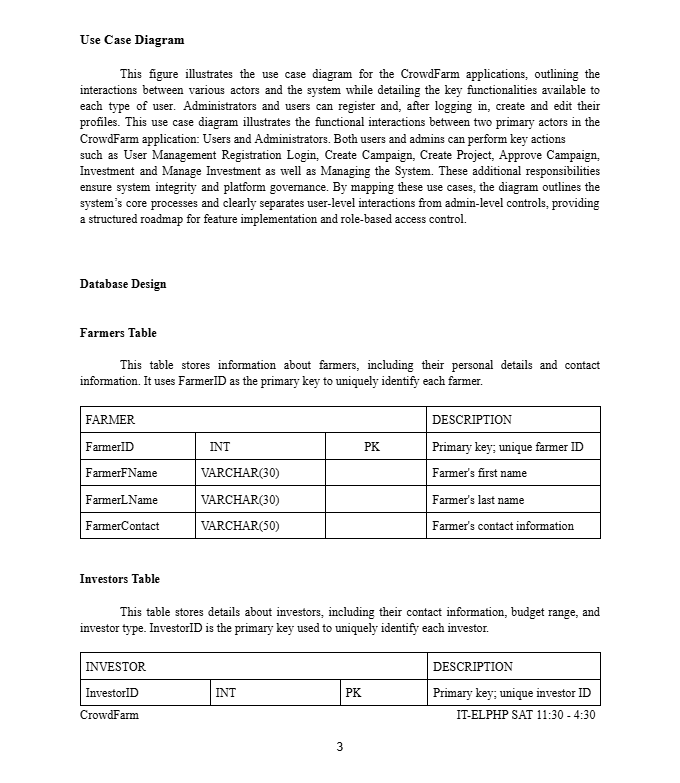 Use Case Diagram
This figure illustrates the use case diagram for the CrowdFarm applications, outlining the
interactions between various actors and the system while detailing the key functionalities available to
each type of user. Administrators and users can register and, after logging in, create and edit their
profiles. This use case diagram illustrates the functional interactions between two primary actors in the
CrowdFarm application: Users and Administrators. Both users and admins can perform key actions
such as User Management Registration Login, Create Campaign, Create Project, Approve Campaign,
Investment and Manage Investment as well as Managing the System. These additional responsibilities
ensure system integrity and platform governance. By mapping these use cases, the diagram outlines the
system's core processes and clearly separates user-level interactions from admin-level controls, providing
a structured roadmap for feature implementation and role-based access control.
Database Design
Farmers Table
This table stores information about farmers, including their personal details and contact
information. It uses FarmerID as the primary key to uniquely identify each farmer.
FARMER DESCRIPTION
FarmerID INT PK Primary key; unique farmer ID
FarmerFName VARCHAR(30) Farmer's first name
FarmerLName VARCHAR(30) Farmer's last name
FarmerContact VARCHAR(50) Farmer's contact information
Investors Table
This table stores details about investors, including their contact information, budget range, and
investor type. InvestorID is the primary key used to uniquely identify each investor.
INVESTOR DESCRIPTION
InvestorID INT PK Primary key; unique investor ID
CrowdFarm IT-ELPHP SAT 11:30 - 4:30
3